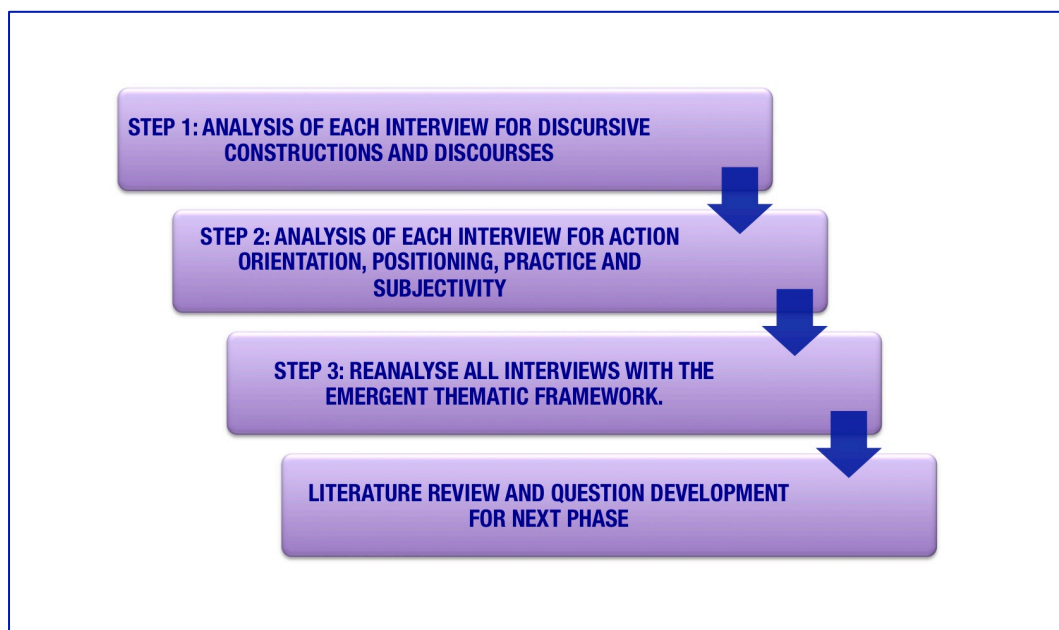 STEP 1: ANALYSIS OF EACH INTERVIEW FOR DISCURSIVE
CONSTRUCTIONS AND DISCOURSES
STEP 2: ANALYSIS OF EACH INTERVIEW FOR ACTION
ORIENTATION, POSITIONING, PRACTICE AND
SUBJECTIVITY
STEP 3: REANALYSE ALL INTERVIEWS WITH THE
EMERGENT THEMATIC FRAMEWORK.
LITERATURE REVIEW AND QUESTION DEVELOPMENT
FOR NEXT PHASE